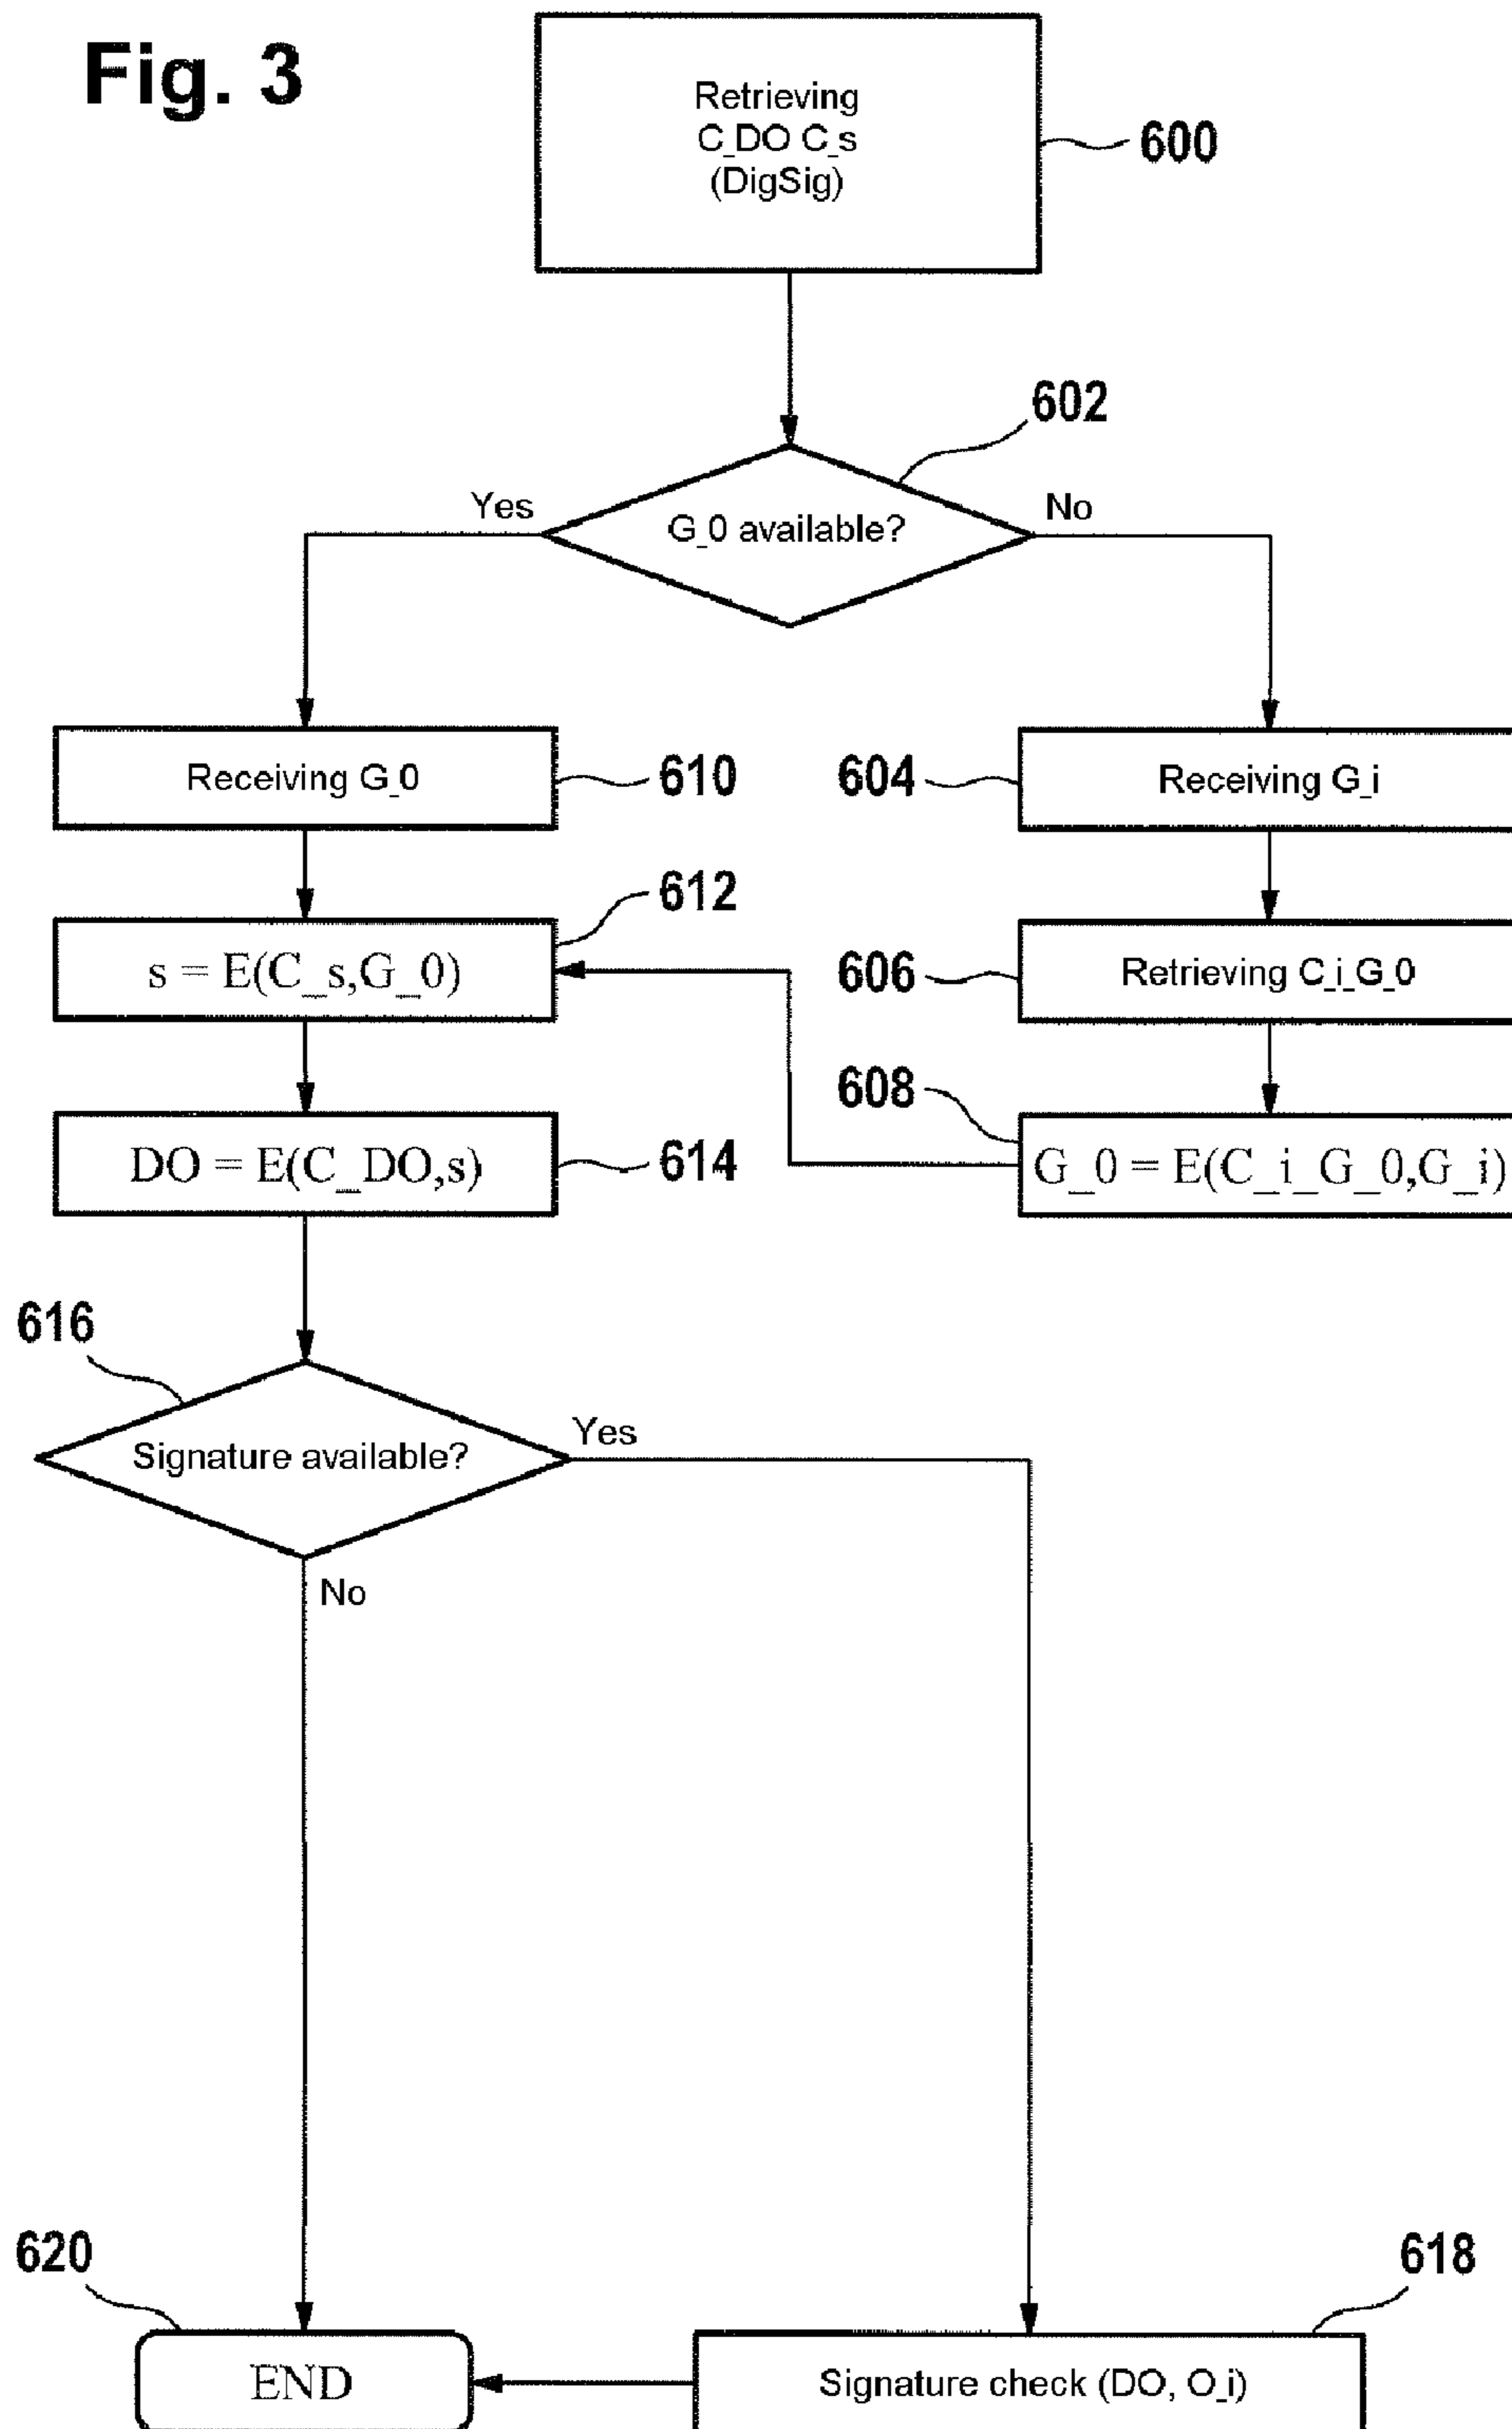 Fig. 3
Retrieving
C_DO C_s
(DigSig)
600
602
Yes
G_0 available?
No
Receiving G_0
610
604
Receiving G_i
612
s = E(C_s,G_0)
606
Retrieving C_i_G_0
608
DO = E(C_DO,s)
614
G_0 = E(C_i_G_0,G_i)
616
Signature available?
Yes
No
620
618
END
Signature check (DO, O_i)